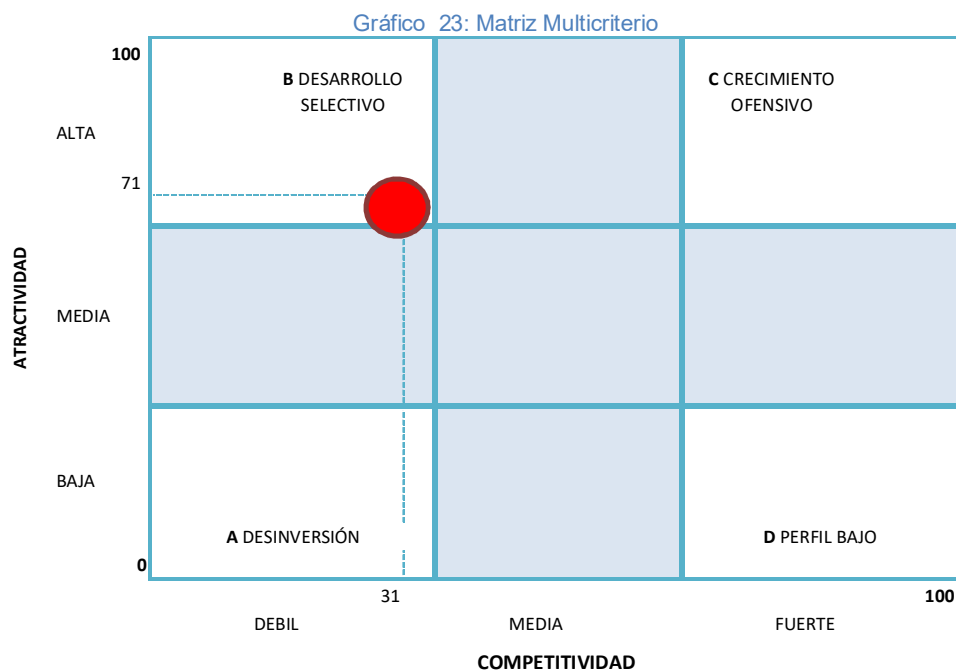 Gráfico 23: Matriz Multicriterio
100
B DESARROLLO
SELECTIVO
C CRECIMIENTO
OFENSIVO
ALTA
71
ATRACTIVIDAD
MEDIA
BAJA
A DESINVERSIÓN
D PERFIL BAJO
0
31
100
DEBIL
MEDIA
FUERTE
COMPETITIVIDAD